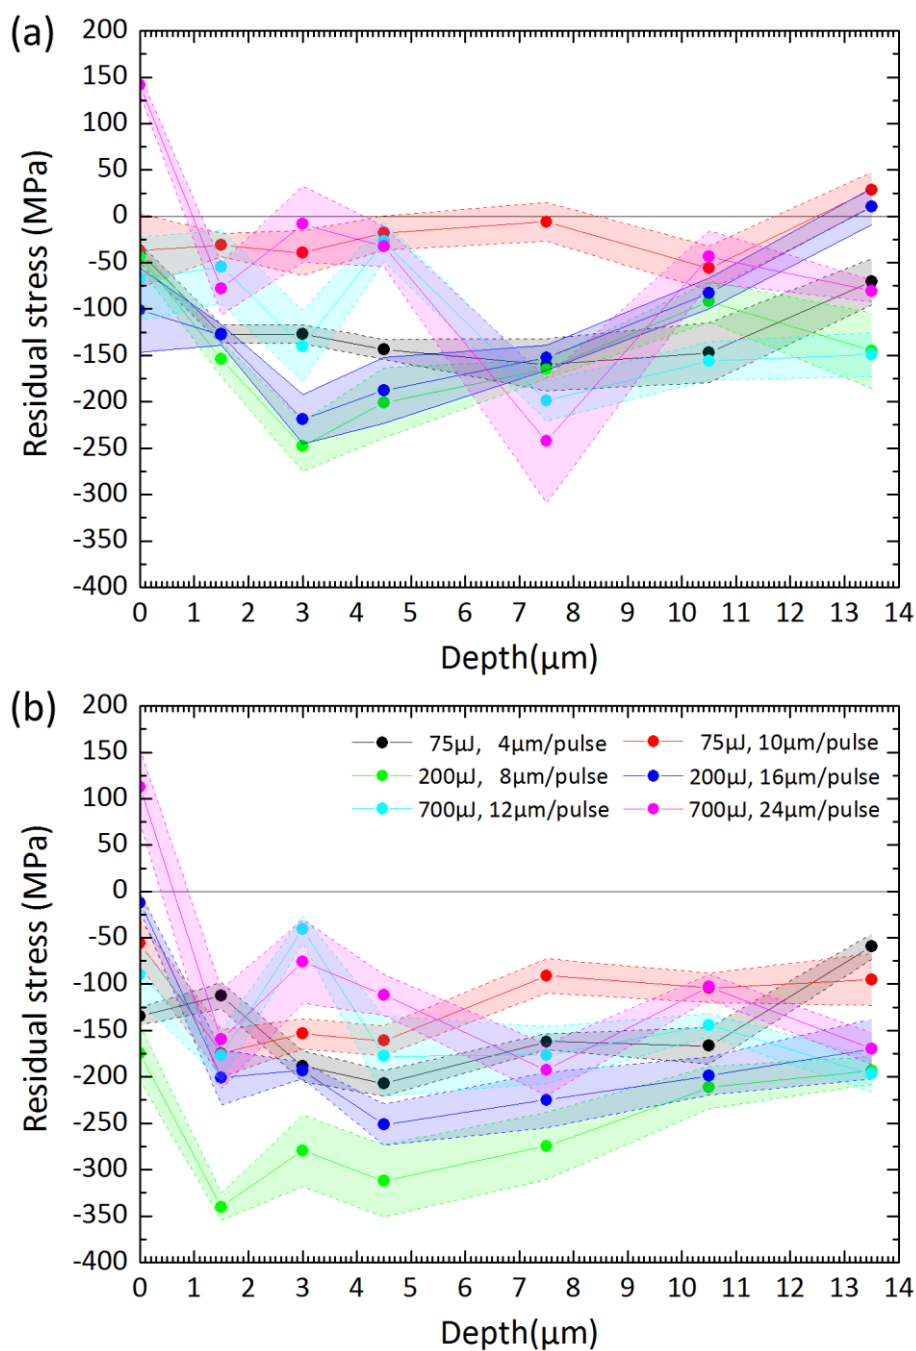 (a)
200
150
100
50
0
-50
-100
-150
-200
-250
-300
-350
-400
Residual stress (MPa)
0 1 2 3 4 5 6 7 8 9 10 11 12 13 14
Depth(μm)
(b)
200
150
100
50
0
-50
-100
-150
-200
-250
-300
-350
-400
Residual stress (MPa)
75μJ, 4μm/pulse 75μJ, 10μm/pulse
200μJ, 8μm/pulse 200μJ, 16μm/pulse
700μJ, 12μm/pulse 700μJ, 24μm/pulse
0 1 2 3 4 5 6 7 8 9 10 11 12 13 14
Depth(μm)